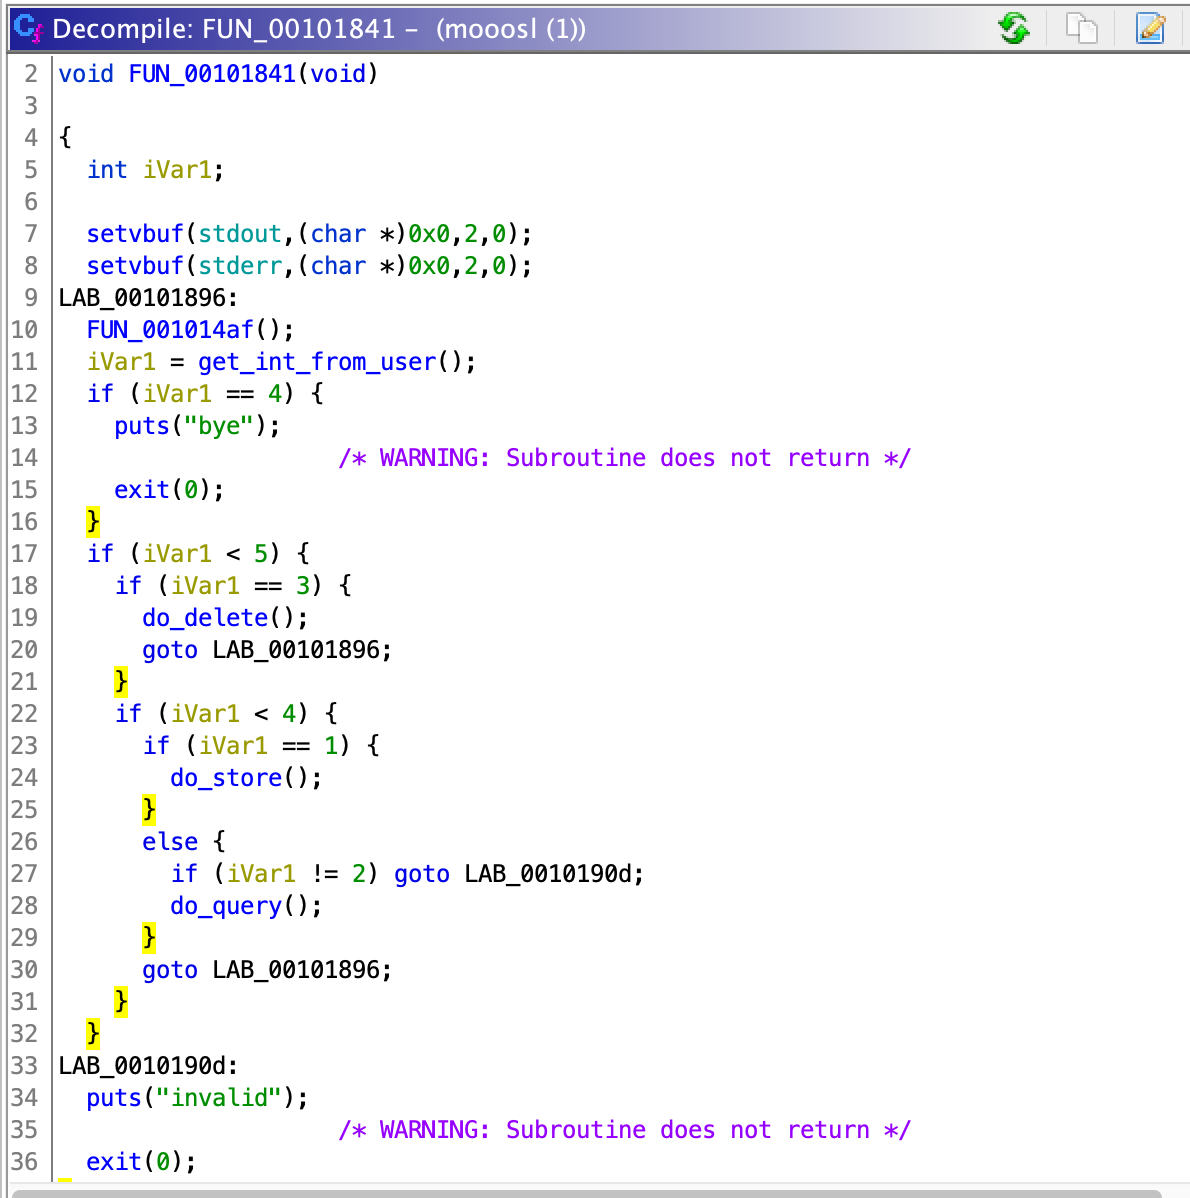 Decompile: FUN_00101841 – (mooosl (1))
2 void FUN_00101841(void)
3
4 {
5 int iVar1;
6
7 setvbuf(stdout,(char *)0x0,2,0);
8 setvbuf(stderr,(char *)0x0,2,0);
9 LAB_00101896:
10 FUN_001014af();
11 iVar1 = get_int_from_user();
12 if (iVar1 == 4) {
13 puts("bye");
14 /* WARNING: Subroutine does not return */
15 exit(0);
16 }
17 if (iVar1 < 5) {
18 if (iVar1 == 3) {
19 do_delete();
20 goto LAB_00101896;
21 }
22 if (iVar1 < 4) {
23 if (iVar1 == 1) {
24 do_store();
25 }
26 else {
27 if (iVar1 != 2) goto LAB_0010190d;
28 do_query();
29 }
30 goto LAB_00101896;
31 }
32 }
33 LAB_0010190d:
34 puts("invalid");
35 /* WARNING: Subroutine does not return */
36 exit(0);